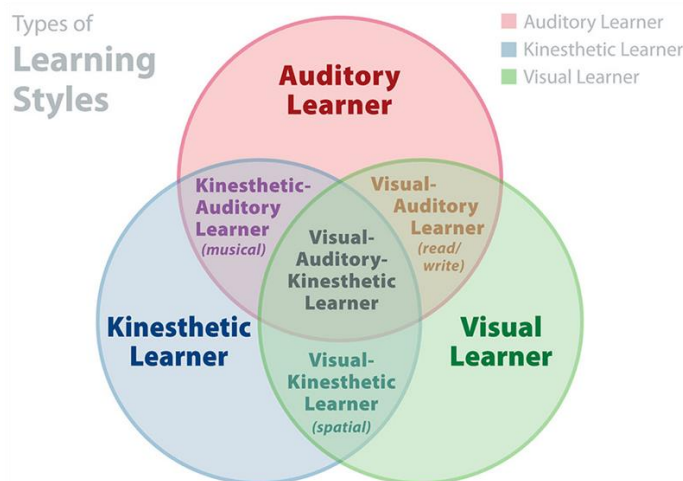 Types of
Learning
Styles
Auditory Learner
Kinesthetic Learner
Visual Learner
Auditory
Learner
Kinesthetic-
Auditory
Learner
(musical)
Visual-
Auditory
Learner
(read/
write)
Visual-
Auditory-
Kinesthetic
Learner
Kinesthetic
Learner
Visual
Learner
Visual-
Kinesthetic
Learner
(spatial)